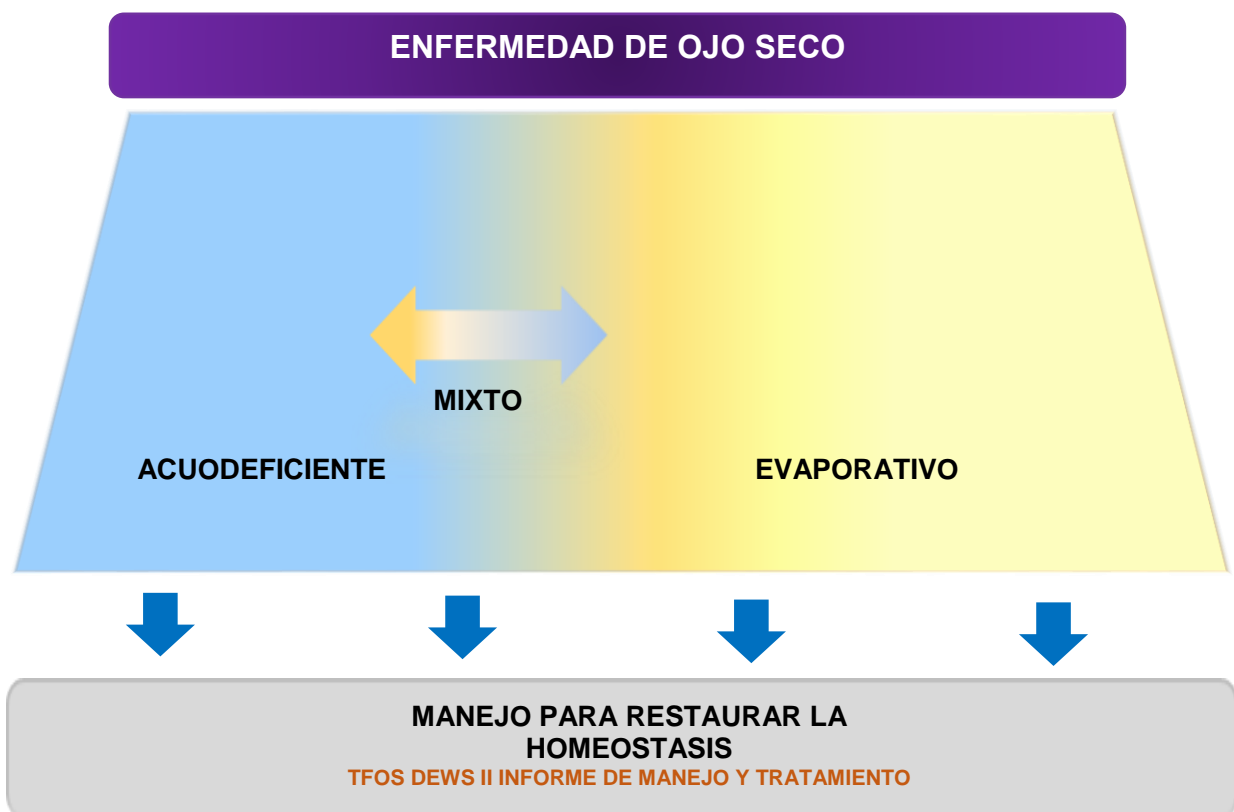 ENFERMEDAD DE OJO SECO
MIXTO
ACUODEFICIENTE
EVAPORATIVO
MANEJO PARA RESTAURAR LA
HOMEOSTASIS
TFOS DEWS II INFORME DE MANEJO Y TRATAMIENTO